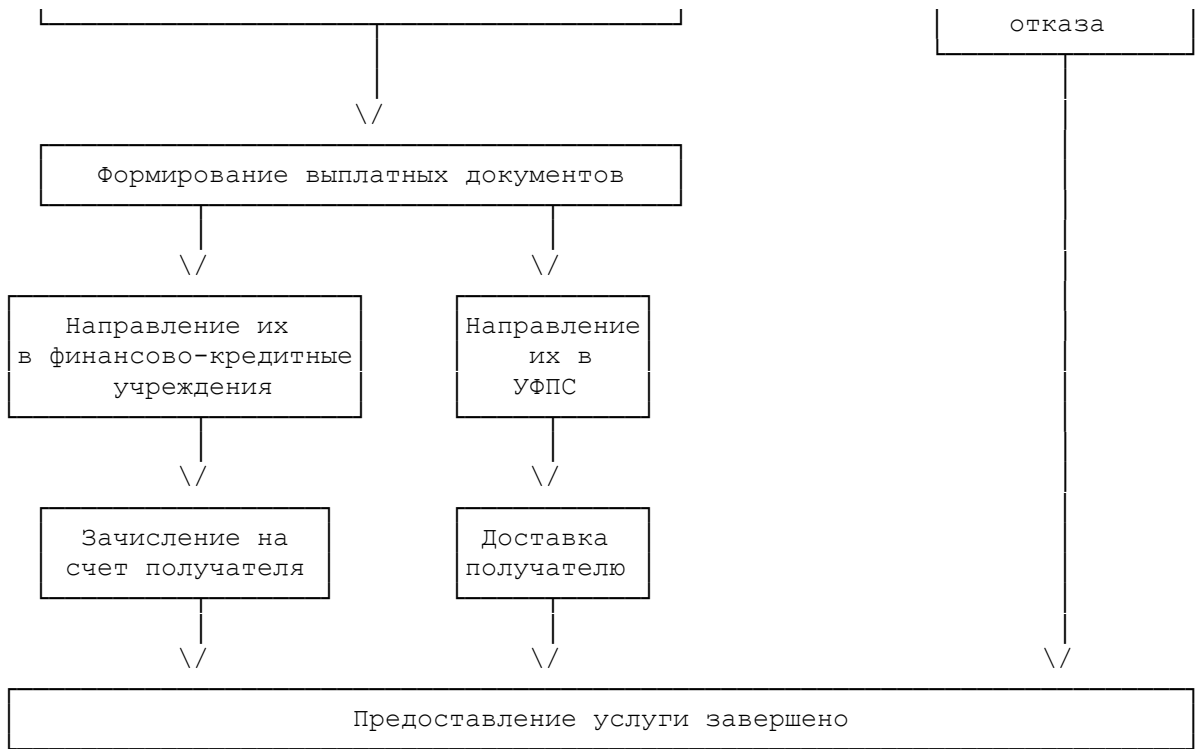 отказа
Формирование выплатных документов
Направление их
в финансово-кредитные
учреждения
Направление
их в
УФПС
Зачисление на
счет получателя
Доставка
получателю
Предоставление услуги завершено